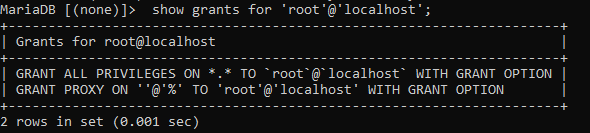 MariaDB [(none)]>  show grants for 'root'@'localhost';
+---------------------------------------------------------------------+
| Grants for root@localhost                                           |
+---------------------------------------------------------------------+
| GRANT ALL PRIVILEGES ON *.* TO `root`@`localhost` WITH GRANT OPTION |
| GRANT PROXY ON ''@'%' TO 'root'@'localhost' WITH GRANT OPTION       |
+---------------------------------------------------------------------+
2 rows in set (0.001 sec)